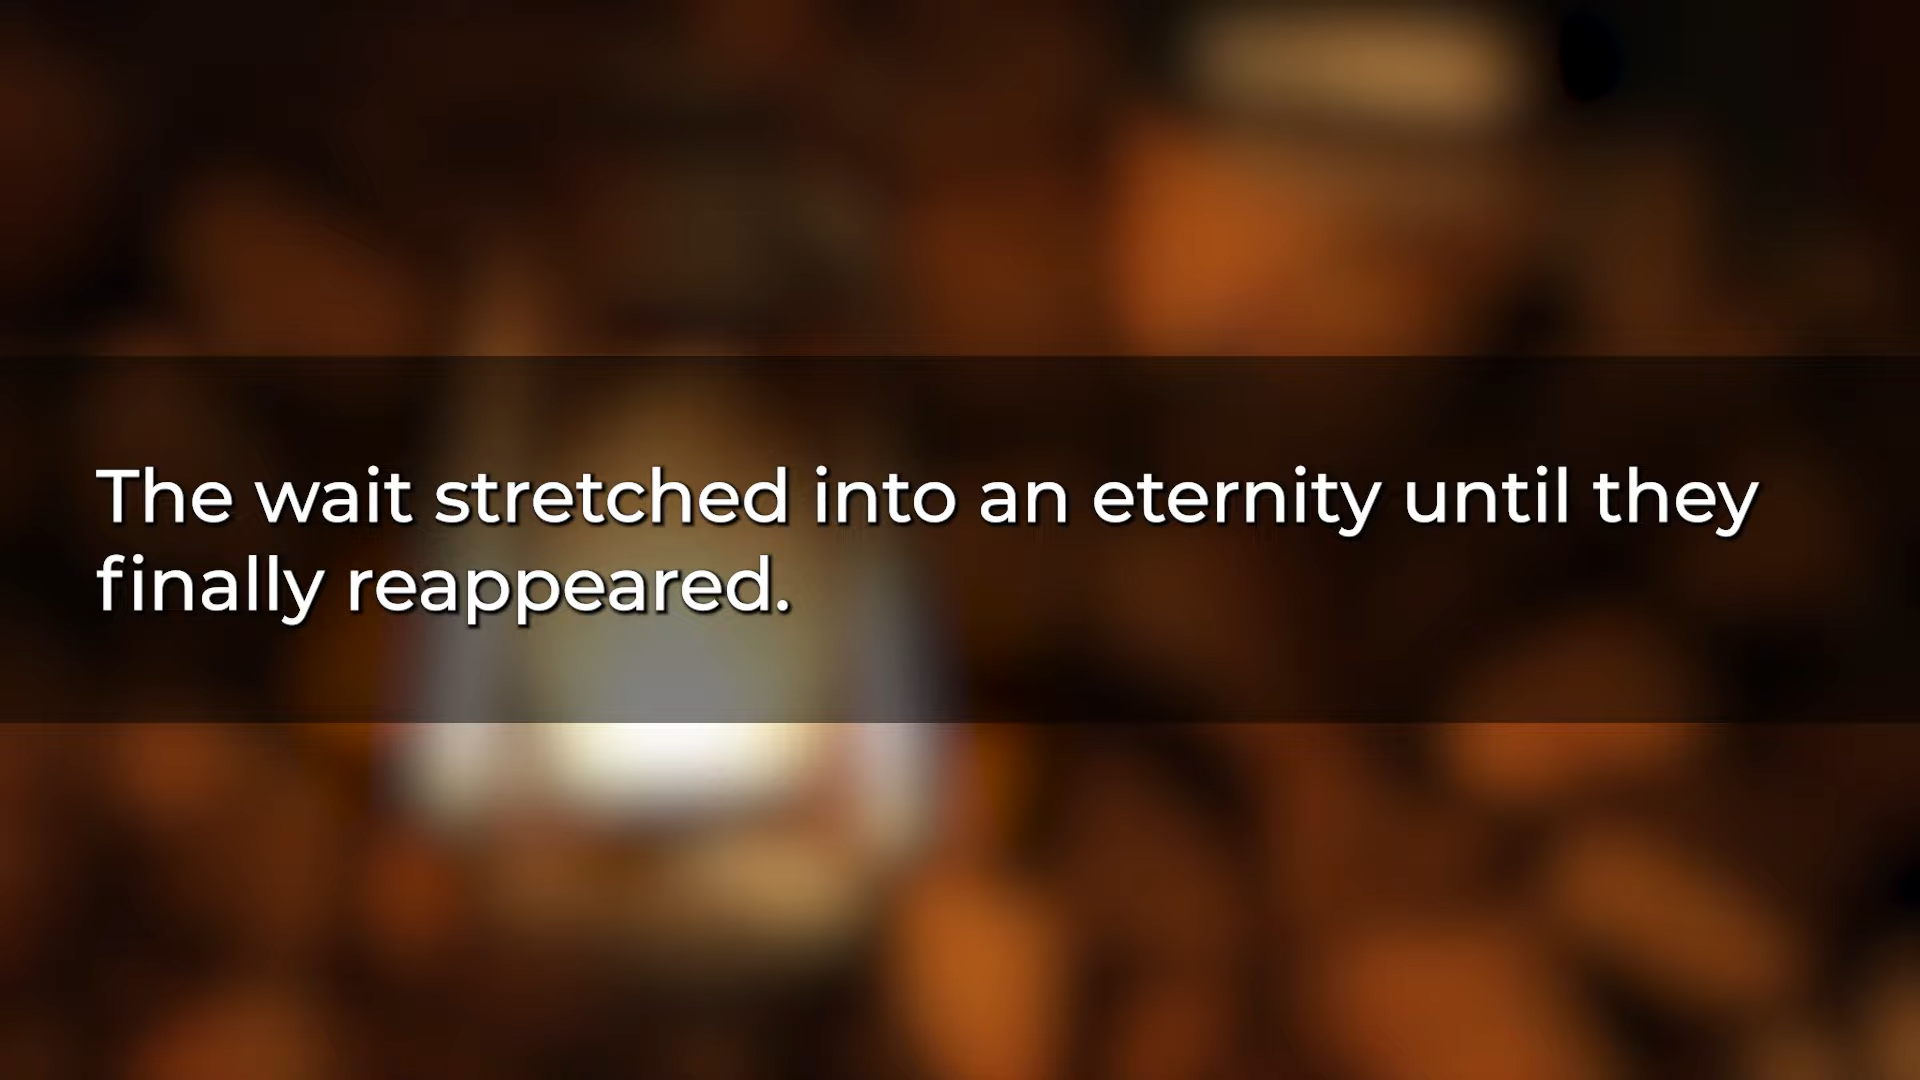 The wait stretched into an eternity until they
finally reappeared.